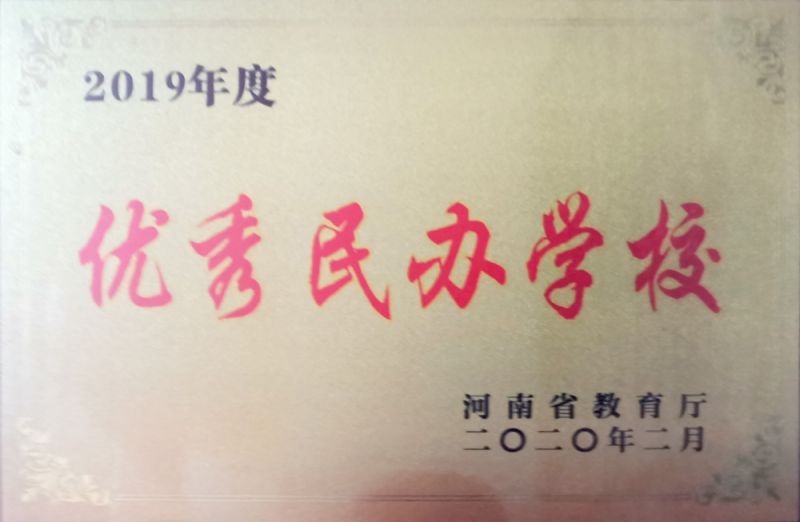 2019年度
优秀民办学校
河南省教育厅
二〇二〇年二月